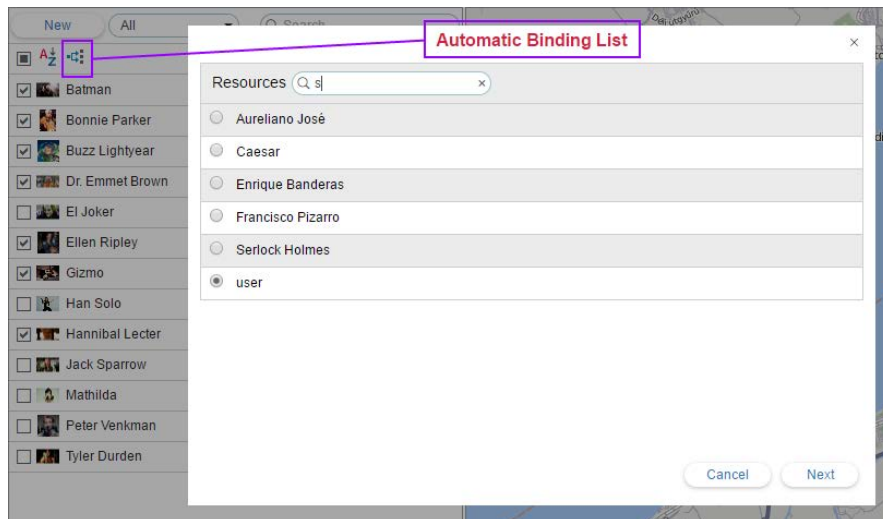 New
All
Search
Automatic Binding List
×
A
Z
Resources
s
×
Batman
Bonnie Parker
Buzz Lightyear
Dr. Emmet Brown
El Joker
Ellen Ripley
Gizmo
Han Solo
Hannibal Lecter
Jack Sparrow
Mathilda
Peter Venkman
Tyler Durden
Aureliano José
Caesar
Enrique Banderas
Francisco Pizarro
Serlock Holmes
user
Cancel
Next